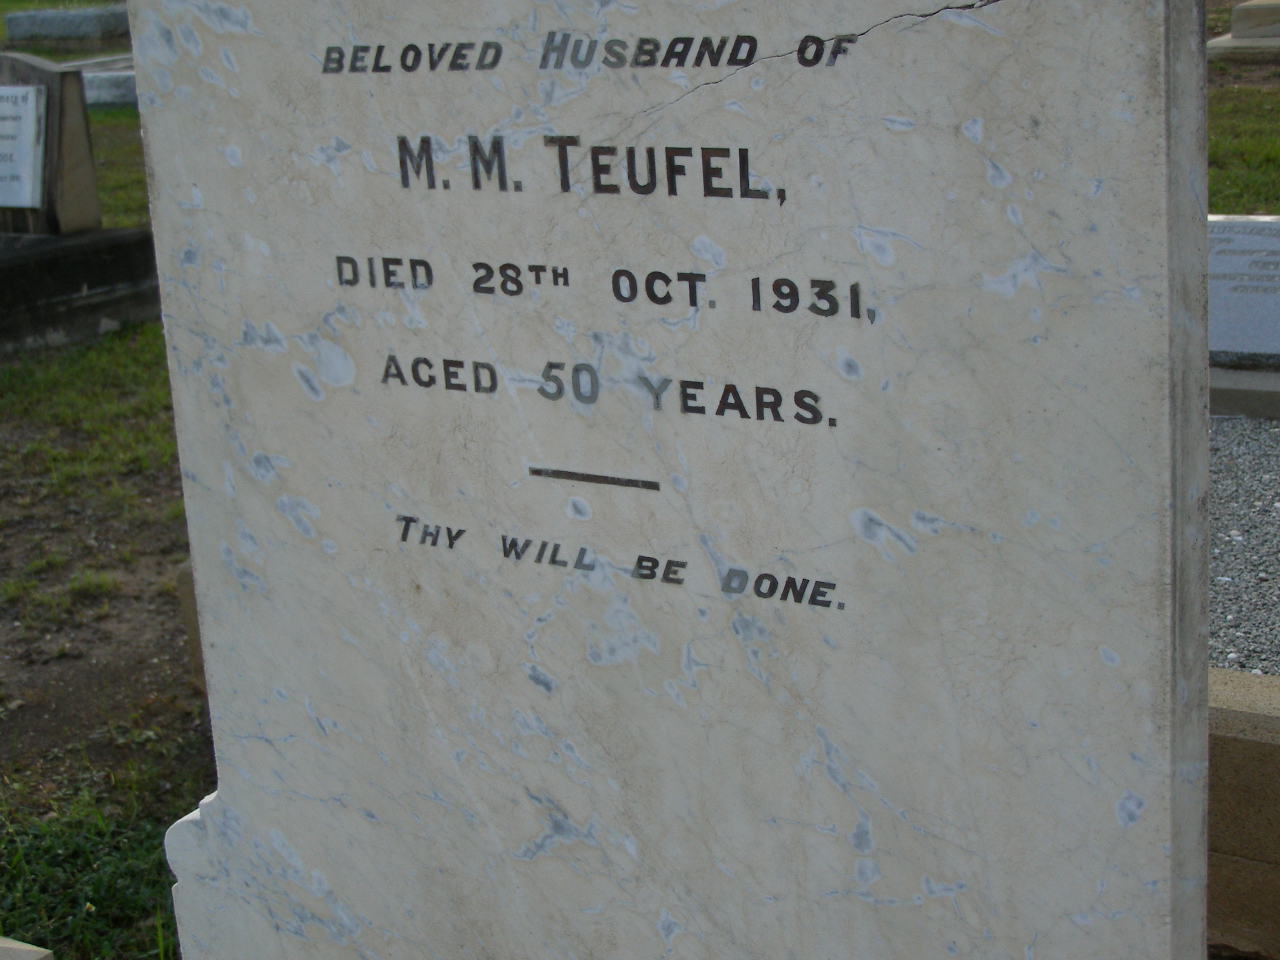 BELOVED HUSBAND OF
M. M. TEUFEL,
DIED 28TH OCT. 1931,
AGED 50 YEARS.
THY WILL BE DONE.